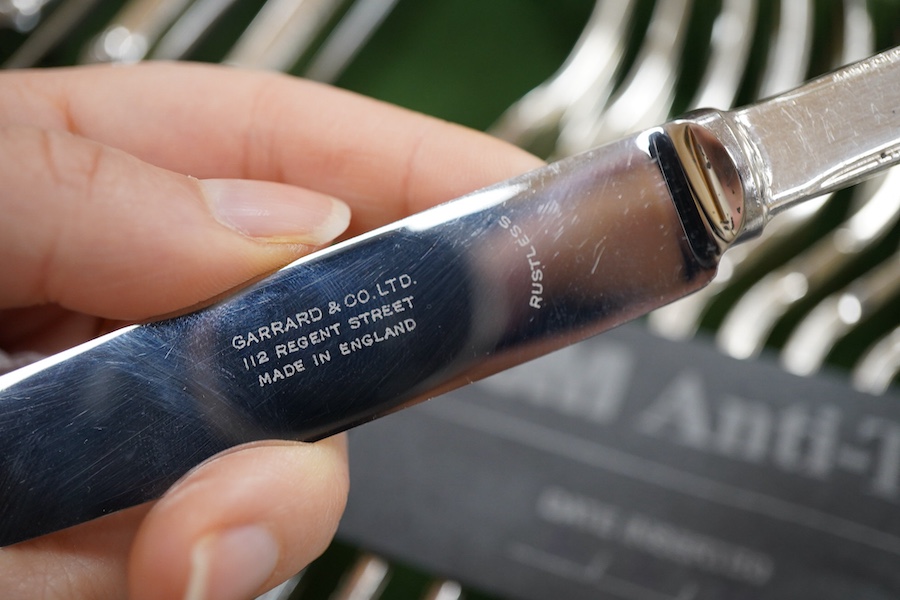 GARRARD & CO. LTD.
112 REGENT STREET
MADE IN ENGLAND
RUSTLESS
Anti-T